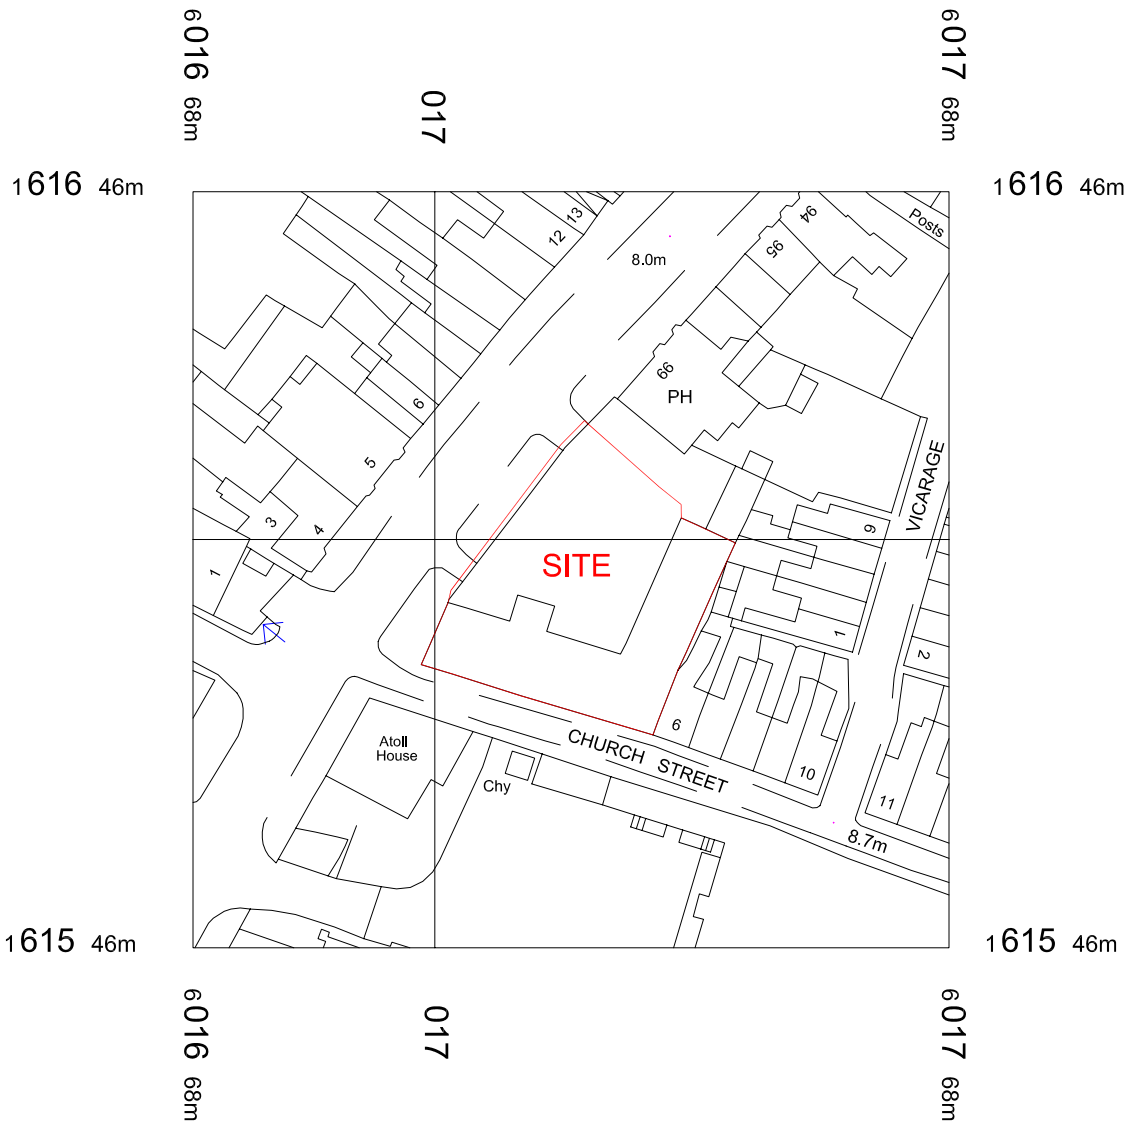 6016 68m
6017 68m
017
1616 46m
1616 46m
13
12
94
Posts
95
8.0m
66
PH
6
5
VICARAGE
3
4
9
SITE
1
1
2
6
CHURCH STREET
Atoll
House
10
Chy
11
8.7m
1615 46m
1615 46m
6016 68m
017
6017 68m